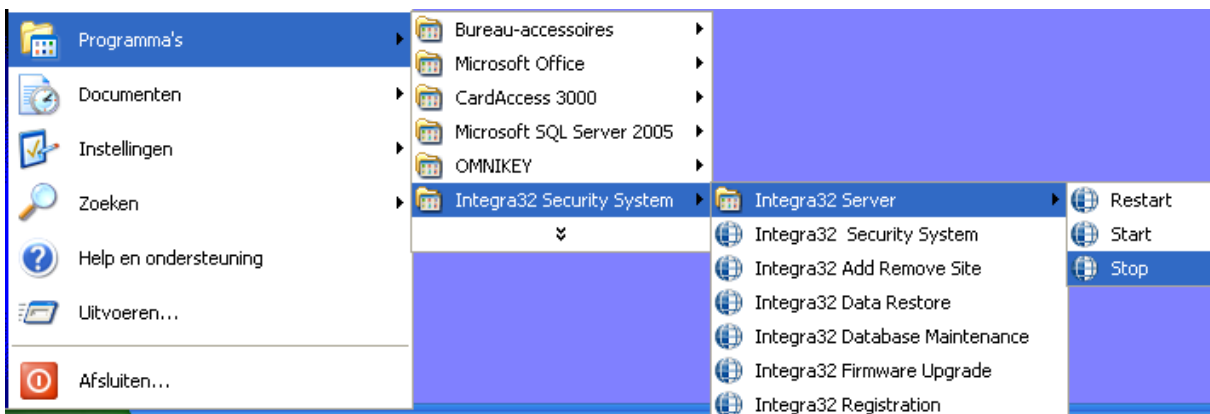 Programma's
Documenten
Instellingen
Zoeken
Help en ondersteuning
Uitvoeren...
Afsluiten...
Bureau-accessoires
Microsoft Office
CardAccess 3000
Microsoft SQL Server 2005
OMNIKEY
Integra32 Security System
Integra32 Server
Integra32 Security System
Integra32 Add Remove Site
Integra32 Data Restore
Integra32 Database Maintenance
Integra32 Firmware Upgrade
Integra32 Registration
Restart
Start
Stop